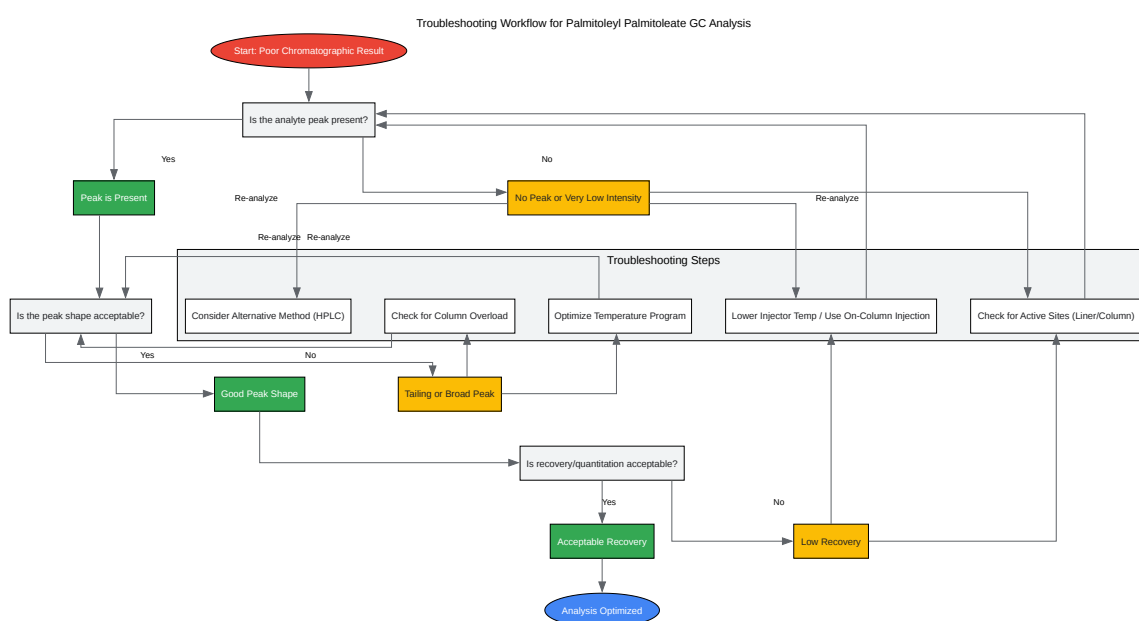 Troubleshooting Workflow for Palmitoleyl Palmitoleate GC Analysis
Start: Poor Chromatographic Result
Is the analyte peak present?
Yes
No
Peak is Present
No Peak or Very Low Intensity
Re-analyze
Re-analyze
Re-analyze
Re-analyze
Troubleshooting Steps
Is the peak shape acceptable?
Consider Alternative Method (HPLC)
Check for Column Overload
Optimize Temperature Program
Lower Injector Temp / Use On-Column Injection
Check for Active Sites (Liner/Column)
Yes
No
Good Peak Shape
Tailing or Broad Peak
Is recovery/quantitation acceptable?
Yes
No
Acceptable Recovery
Low Recovery
Analysis Optimized